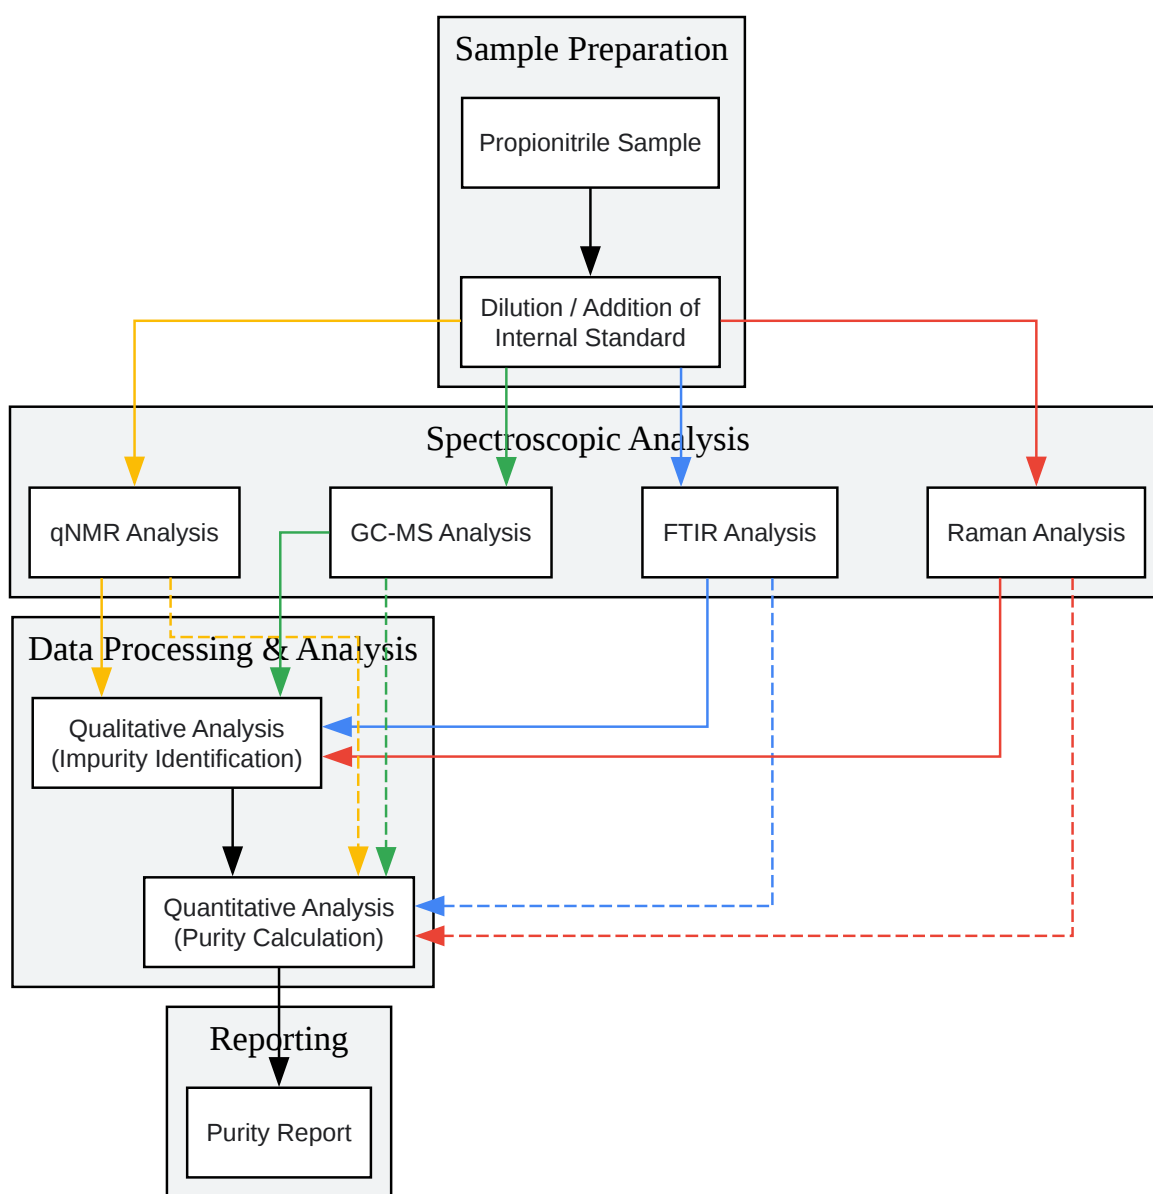 Sample Preparation
Propionitrile Sample
Dilution / Addition of
Internal Standard
Spectroscopic Analysis
qNMR Analysis
GC-MS Analysis
FTIR Analysis
Raman Analysis
Data Processing & Analysis
Qualitative Analysis
(Impurity Identification)
Quantitative Analysis
(Purity Calculation)
Reporting
Purity Report